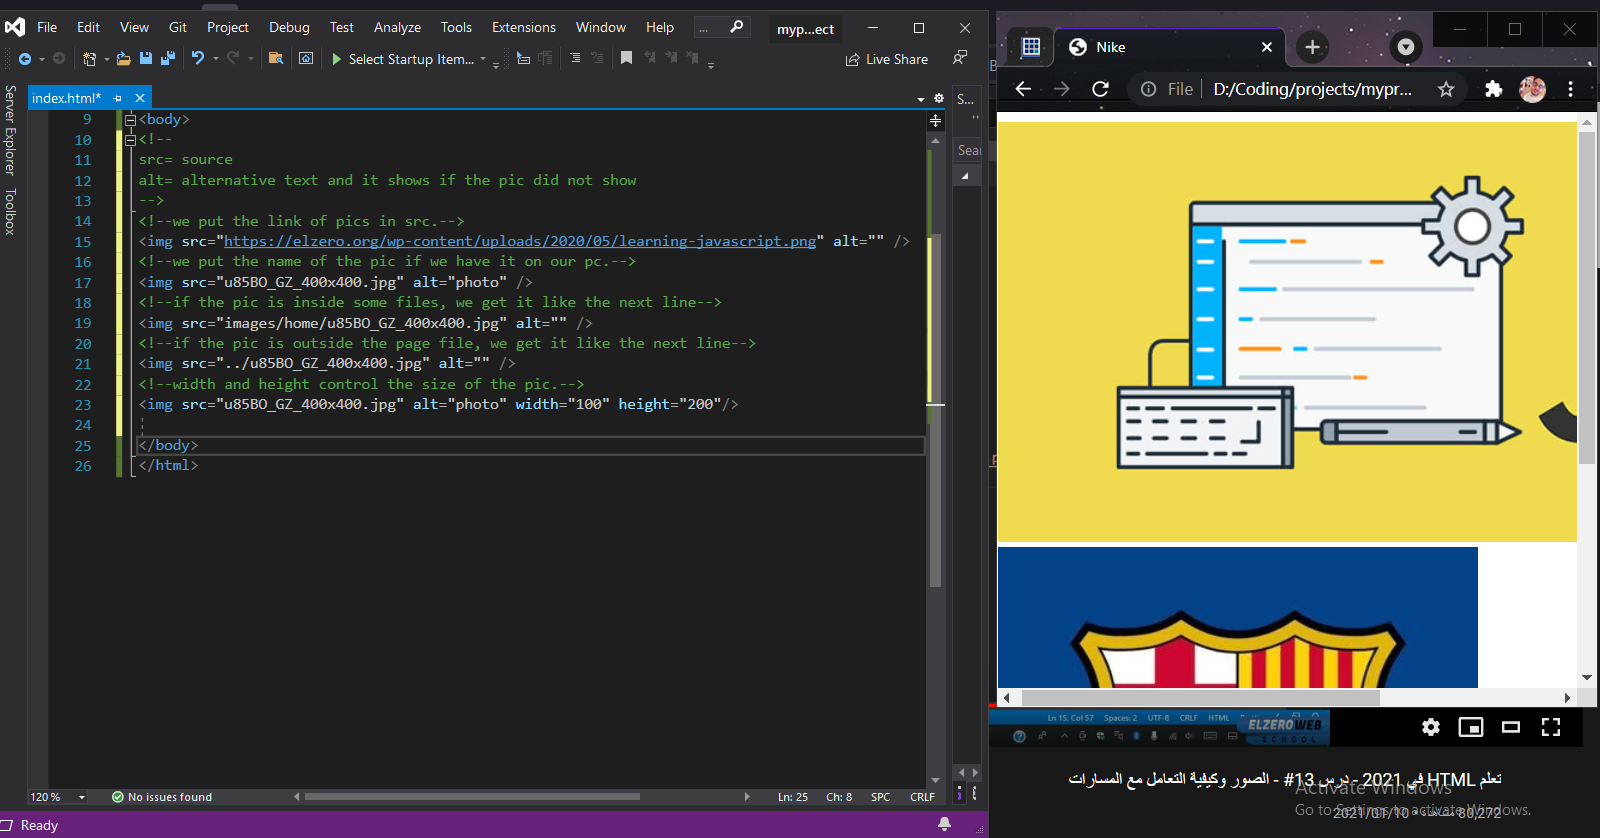 File Edit View Git Project Debug Test Analyze Tools Extensions Window Help ... myp...ect
Select Startup Item... Live Share
Server Explorer
Toolbox
index.html*
S...
Sear
9 <body>
10 <!--
11 src= source
12 alt= alternative text and it shows if the pic did not show
13 -->
14 <!--we put the link of pics in src.-->
15 <img src="https://elzero.org/wp-content/uploads/2020/05/learning-javascript.png" alt="" />
16 <!--we put the name of the pic if we have it on our pc.-->
17 <img src="u85BO_GZ_400x400.jpg" alt="photo" />
18 <!--if the pic is inside some files, we get it like the next line-->
19 <img src="images/home/u85BO_GZ_400x400.jpg" alt="" />
20 <!--if the pic is outside the page file, we get it like the next line-->
21 <img src="../u85BO_GZ_400x400.jpg" alt="" />
22 <!--width and height control the size of the pic.-->
23 <img src="u85BO_GZ_400x400.jpg" alt="photo" width="100" height="200"/>
24
25 </body>
26 </html>
120 % No issues found Ln: 25 Ch: 8 SPC CRLF
Ready
Nike
File D:/Coding/projects/mypr...
Ln 15, Col 57 Spaces: 2 UTF-8 CRLF HTML
ELZERO WEB
SCHOOL
تعلم HTML في 2021 - درس 13# - الصور وكيفية التعامل مع المسارات
Activate Windows
Go to Settings to activate Windows.
80,272 مشاهدة • 2021/01/10